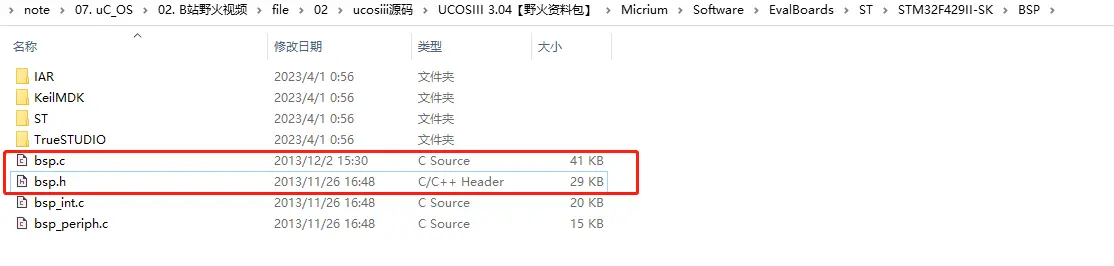 note > 07. uC_OS > 02. B站野火视频 > file > 02 > ucosiii源码 > UCOSIII 3.04【野火资料包】 > Micrium > Software > EvalBoards > ST > STM32F429II-SK > BSP >
名称 修改日期 类型 大小
IAR 2023/4/1 0:56 文件夹
KeilMDK 2023/4/1 0:56 文件夹
ST 2023/4/1 0:56 文件夹
TrueSTUDIO 2023/4/1 0:56 文件夹
bsp.c 2013/12/2 15:30 C Source 41 KB
bsp.h 2013/11/26 16:48 C/C++ Header 29 KB
bsp_int.c 2013/11/26 16:48 C Source 20 KB
bsp_periph.c 2013/11/26 16:48 C Source 15 KB